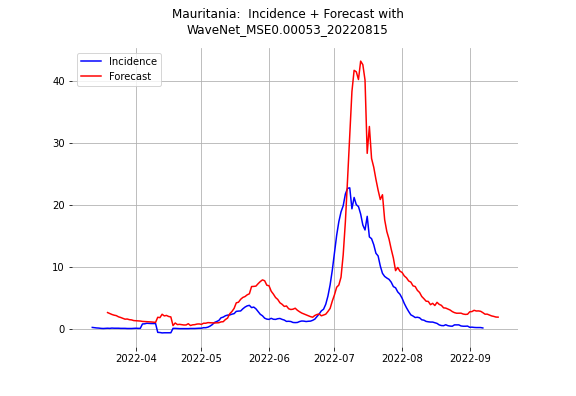 Mauritania:  Incidence + Forecast with
WaveNet_MSE0.00053_20220815
Incidence
Forecast
40
30
20
10
0
2022-04
2022-05
2022-06
2022-07
2022-08
2022-09